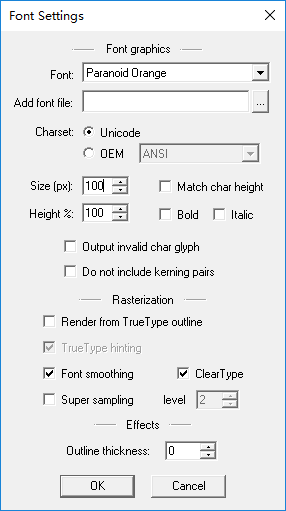 Font Settings
Font graphics
Font: Paranoid Orange
Add font file: ...
Charset: Unicode
OEM ANSI
Size (px): 100 Match char height
Height %: 100 Bold Italic
Output invalid char glyph
Do not include kerning pairs
Rasterization
Render from TrueType outline
TrueType hinting
Font smoothing ClearType
Super sampling level 2
Effects
Outline thickness: 0
OK Cancel